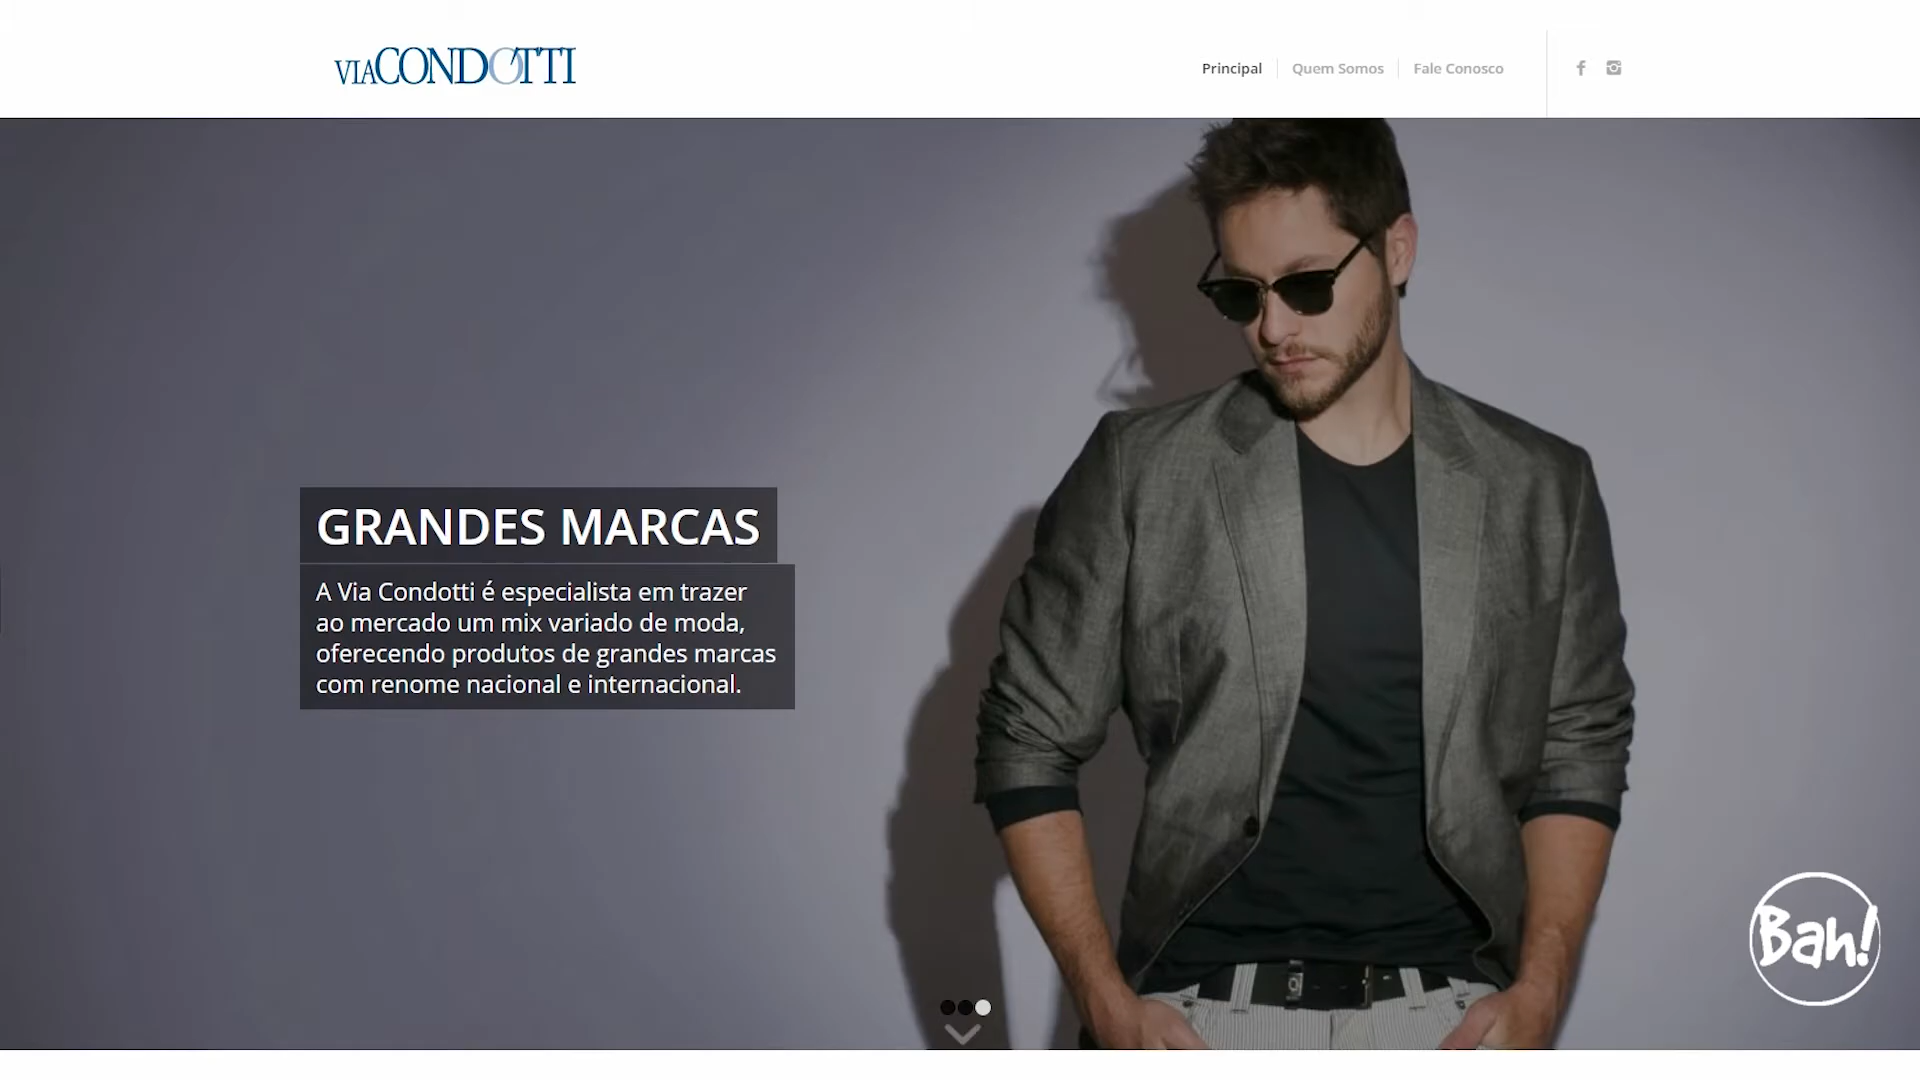 VIACONDOTTI
Principal
Quem Somos
Fale Conosco
GRANDES MARCAS
A Via Condotti é especialista em trazer
ao mercado um mix variado de moda,
oferecendo produtos de grandes marcas
com renome nacional e internacional.
Bah!